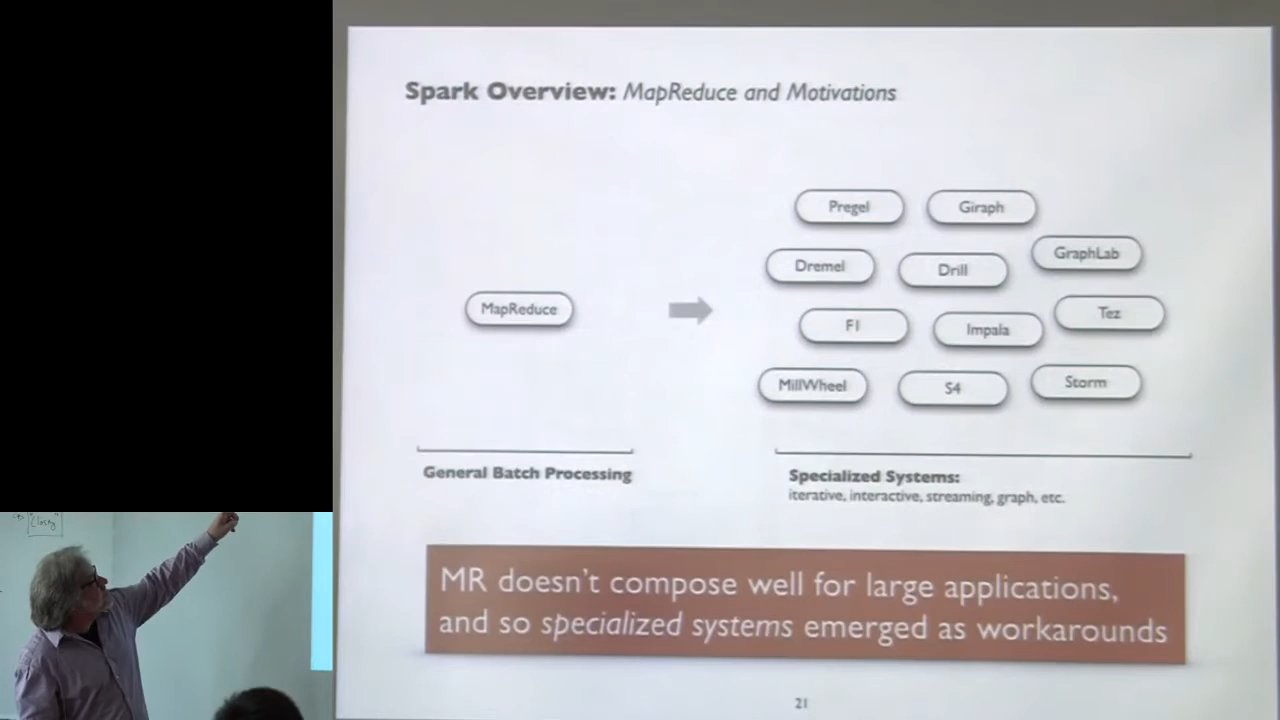 Spark Overview: MapReduce and Motivations
Pregel
Giraph
GraphLab
Dremel
Drill
MapReduce
F1
Impala
Tez
MillWheel
S4
Storm
General Batch Processing
Specialized Systems:
iterative, interactive, streaming, graph, etc.
MR doesn't compose well for large applications,
and so specialized systems emerged as workarounds
21